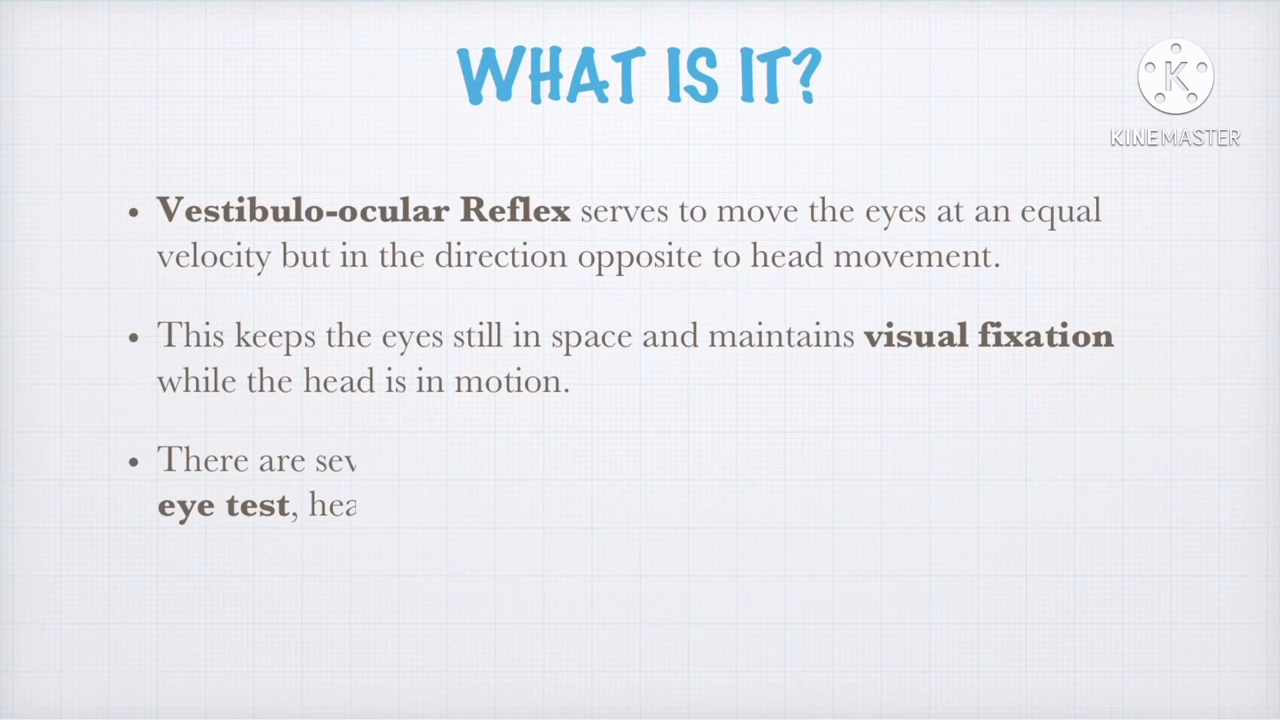 WHAT IS IT?
K
KINEMASTER
• Vestibulo-ocular Reflex serves to move the eyes at an equal
velocity but in the direction opposite to head movement.
• This keeps the eyes still in space and maintains visual fixation
while the head is in motion.
• There are
eye test,